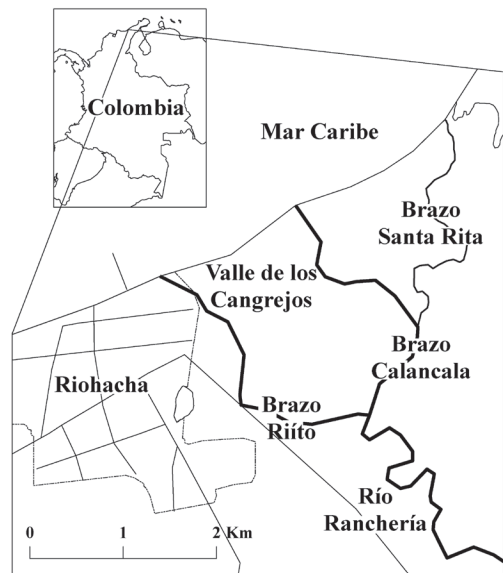 Colombia
Mar Caribe
Brazo
Santa Rita
Valle de los
Cangrejos
Brazo
Calancala
Riohacha
Brazo
Riíto
Río
Ranchería
0 1 2 Km